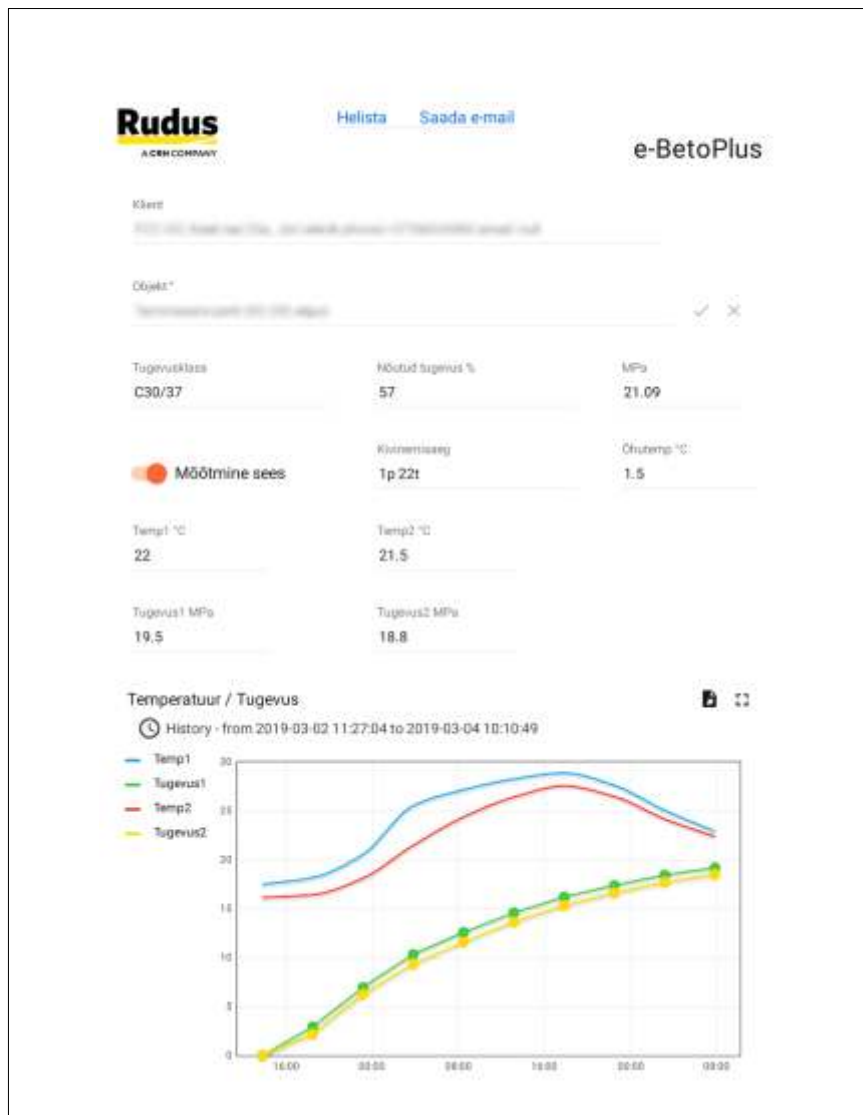 Rudus
A CRH COMPANY
Helista Saada e-mail
e-BetoPlus
Klient
Objekt *
Tugevusklass Nõutud tugevus % MPa
C30/37 57 21.09
Mõõtmine sees
Kivinemisaeg Õhutemp °C
1p 22t 1.5
Temp1 °C Temp2 °C
22 21.5
Tugevus1 MPa Tugevus2 MPa
19.5 18.8
Temperatuur / Tugevus
History - from 2019-03-02 11:27:04 to 2019-03-04 10:10:49
Temp1
Tugevus1
Temp2
Tugevus2
30
25
20
15
10
5
0
16:00 00:00 08:00 16:00 00:00 08:00